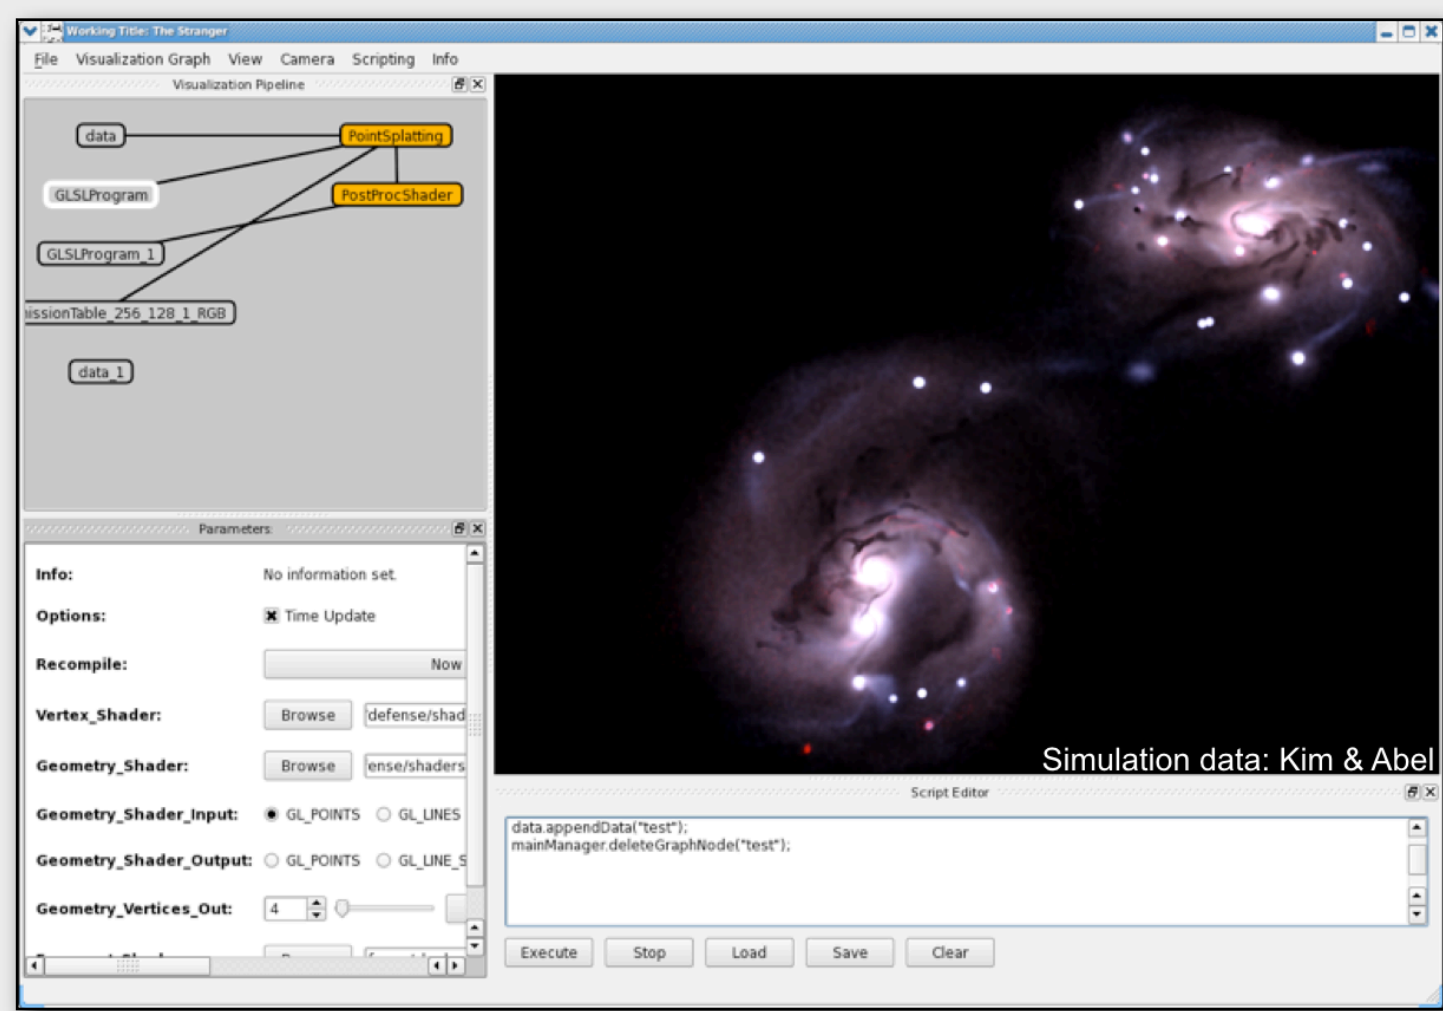 Working Title: The Stranger
File Visualization Graph View Camera Scripting Info
Visualization Pipeline
data
PointSplatting
GLSLProgram
PostProcShader
GLSLProgram_1
issionTable_256_128_1_RGB
data_1
Parameters:
Info: No information set.
Options: Time Update
Recompile: Now
Vertex_Shader: Browse defense/shad
Geometry_Shader: Browse ense/shaders
Geometry_Shader_Input: GL_POINTS GL_LINES
Geometry_Shader_Output: GL_POINTS GL_LINE_S
Geometry_Vertices_Out: 4
Simulation data: Kim & Abel
Script Editor
data.appendData("test");
mainManager.deleteGraphNode("test");
Execute Stop Load Save Clear